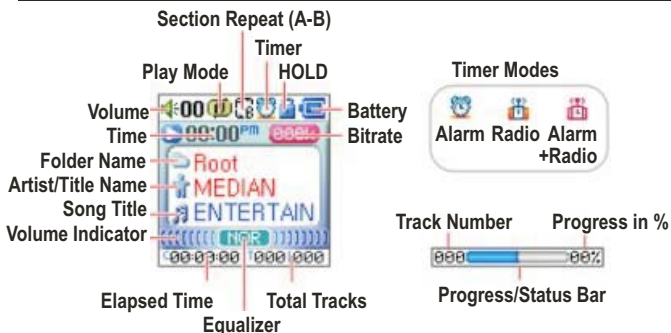 Section Repeat (A-B)
Timer
Play Mode
HOLD
Volume
00
Battery
Time
00:00PM
000k
Bitrate
Folder Name
Root
Artist/Title Name
MEDIAN
Song Title
ENTERTAIN
Volume Indicator
NOR
00:00:00
000
000
Elapsed Time
Total Tracks
Equalizer
Timer Modes
Alarm
Radio
Alarm
+Radio
Track Number
Progress in %
000
00%
Progress/Status Bar